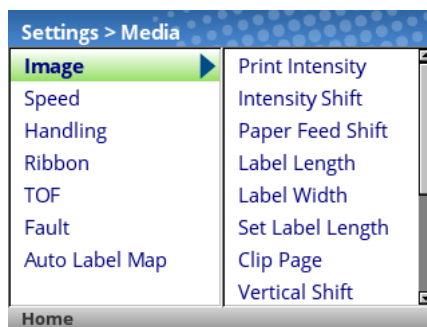 Settings > Media
Image
Speed
Handling
Ribbon
TOF
Fault
Auto Label Map
Print Intensity
Intensity Shift
Paper Feed Shift
Label Length
Label Width
Set Label Length
Clip Page
Vertical Shift
Home